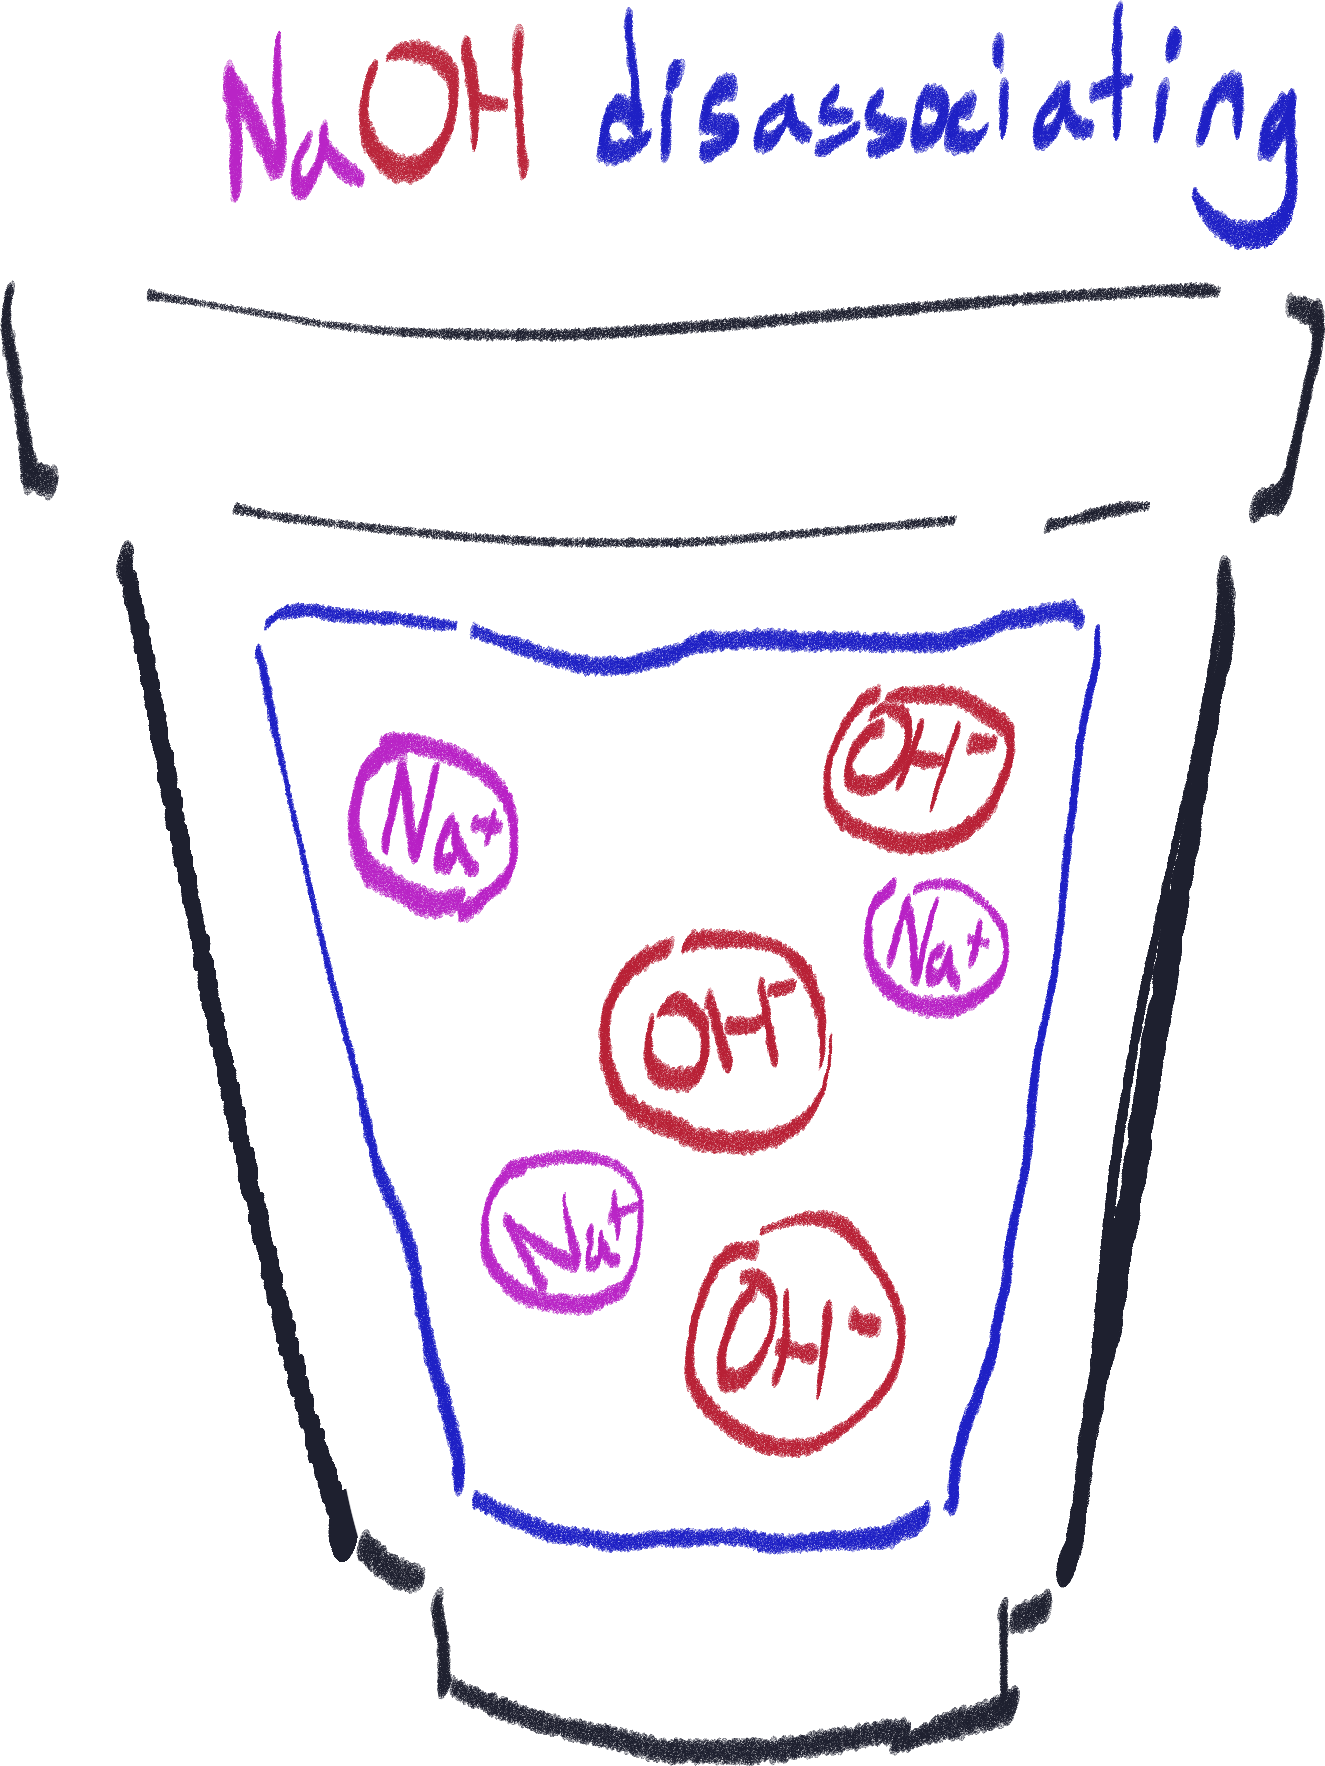 NaOH disassociating
OH⁻
Na⁺
Na⁺
OH⁻
Na⁺
OH⁻